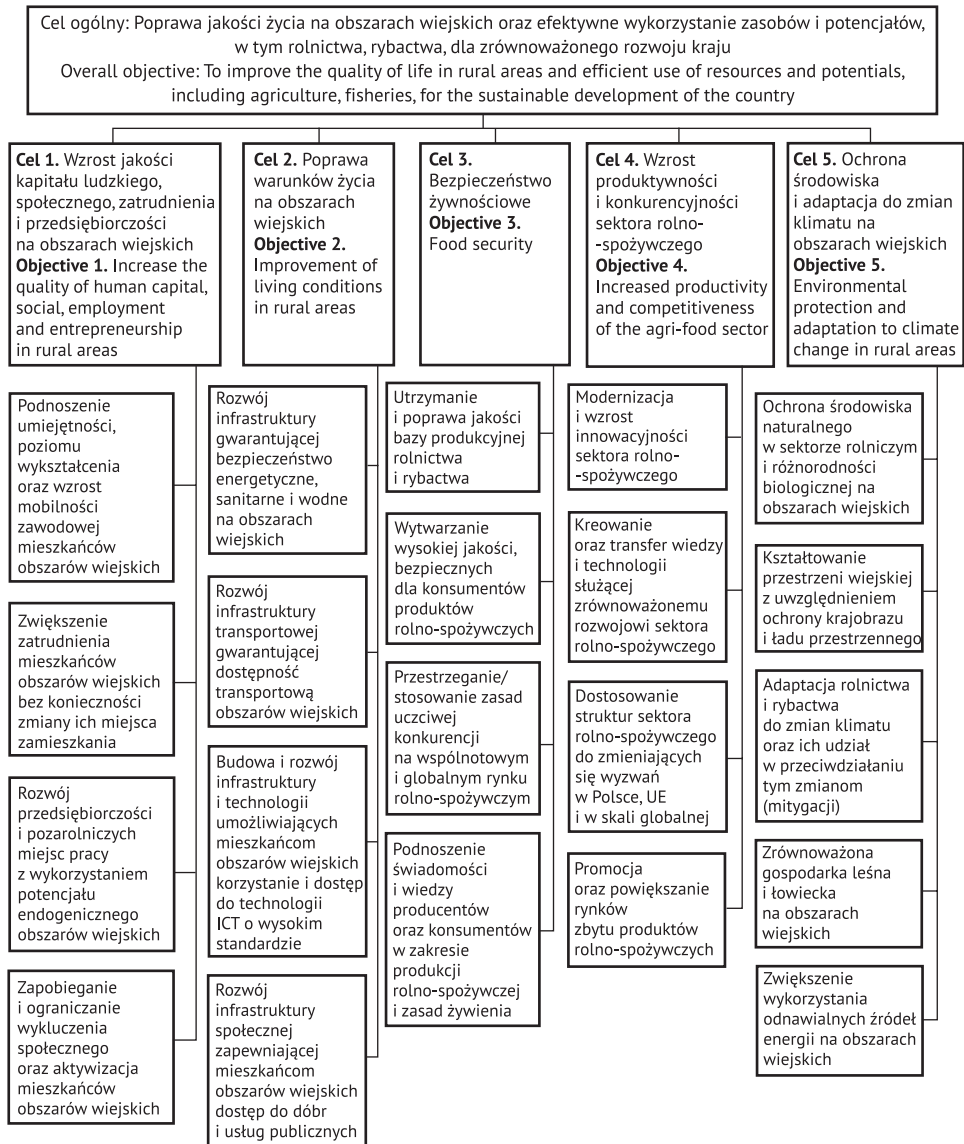 Cel ogólny: Poprawa jakości życia na obszarach wiejskich oraz efektywne wykorzystanie zasobów i potencjałów,
w tym rolnictwa, rybactwa, dla zrównoważonego rozwoju kraju
Overall objective: To improve the quality of life in rural areas and efficient use of resources and potentials,
including agriculture, fisheries, for the sustainable development of the country
Cel 1. Wzrost jakości
kapitału ludzkiego,
społecznego, zatrudnienia
i przedsiębiorczości
na obszarach wiejskich
Objective 1. Increase the
quality of human capital,
social, employment
and entrepreneurship
in rural areas
Podnoszenie
umiejętności,
poziomu
wykształcenia
oraz wzrost
mobilności
zawodowej
mieszkańców
obszarów wiejskich
Zwiększenie
zatrudnienia
mieszkańców
obszarów wiejskich
bez konieczności
zmiany ich miejsca
zamieszkania
Rozwój
przedsiębiorczości
i pozarolniczych
miejsc pracy
z wykorzystaniem
potencjału
endogenicznego
obszarów wiejskich
Zapobieganie
i ograniczanie
wykluczenia
społecznego
oraz aktywizacja
mieszkańców
obszarów wiejskich
Cel 2. Poprawa
warunków życia
na obszarach
wiejskich
Objective 2.
Improvement of
living conditions
in rural areas
Rozwój
infrastruktury
gwarantującej
bezpieczeństwo
energetyczne,
sanitarne i wodne
na obszarach
wiejskich
Rozwój
infrastruktury
transportowej
gwarantującej
dostępność
transportową
obszarów wiejskich
Budowa i rozwój
infrastruktury
i technologii
umożliwiających
mieszkańcom
obszarów wiejskich
korzystanie i dostęp
do technologii
ICT o wysokim
standardzie
Rozwój
infrastruktury
społecznej
zapewniającej
mieszkańcom
obszarów wiejskich
dostęp do dóbr
i usług publicznych
Cel 3.
Bezpieczeństwo
żywnościowe
Objective 3.
Food security
Utrzymanie
i poprawa jakości
bazy produkcyjnej
rolnictwa
i rybactwa
Wytwarzanie
wysokiej jakości,
bezpiecznych
dla konsumentów
produktów
rolno-spożywczych
Przestrzeganie/
stosowanie zasad
uczciwej
konkurencji
na wspólnotowym
i globalnym rynku
rolno-spożywczym
Podnoszenie
świadomości
i wiedzy
producentów
oraz konsumentów
w zakresie
produkcji
rolno-spożywczej
i zasad żywienia
Cel 4. Wzrost
produktywności
i konkurencyjności
sektora rolno-
-spożywczego
Objective 4.
Increased productivity
and competitiveness
of the agri-food sector
Modernizacja
i wzrost
innowacyjności
sektora rolno-
-spożywczego
Kreowanie
oraz transfer wiedzy
i technologii
służącej
zrównoważonemu
rozwojowi sektora
rolno-spożywczego
Dostosowanie
struktur sektora
rolno-spożywczego
do zmieniających
się wyzwań
w Polsce, UE
i w skali globalnej
Promocja
oraz powiększanie
rynków
zbytu produktów
rolno-spożywczych
Cel 5. Ochrona
środowiska
i adaptacja do zmian
klimatu na
obszarach wiejskich
Objective 5.
Environmental
protection and
adaptation to climate
change in rural areas
Ochrona środowiska
naturalnego
w sektorze rolniczym
i różnorodności
biologicznej na
obszarach wiejskich
Kształtowanie
przestrzeni wiejskiej
z uwzględnieniem
ochrony krajobrazu
i ładu przestrzennego
Adaptacja rolnictwa
i rybactwa
do zmian klimatu
oraz ich udział
w przeciwdziałaniu
tym zmianom
(mitygacji)
Zrównoważona
gospodarka leśna
i łowiecka
na obszarach
wiejskich
Zwiększenie
wykorzystania
odnawialnych źródeł
energii na obszarach
wiejskich